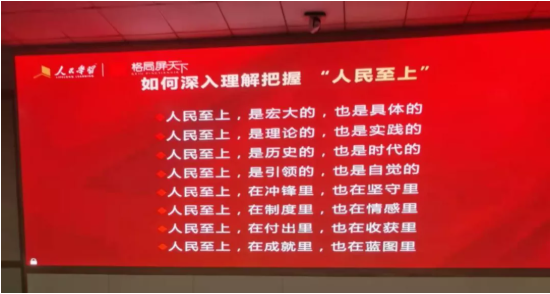 人民学习
格局屏天下
如何深入理解把握 “人民至上”
人民至上，是宏大的，也是具体的
人民至上，是理论的，也是实践的
人民至上，是历史的，也是时代的
人民至上，是引领的，也是自觉的
人民至上，在冲锋里，也在坚守里
人民至上，在制度里，也在情感里
人民至上，在付出里，也在收获里
人民至上，在成就里，也在蓝图里